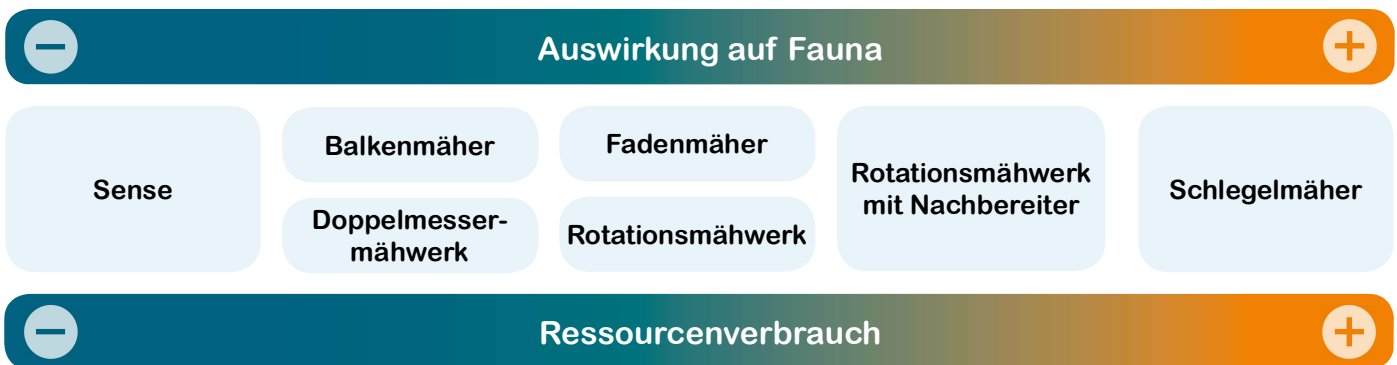 Auswirkung auf Fauna
Sense
Balkenmäher
Doppelmesser-
mähwerk
Fadenmäher
Rotationsmähwerk
Rotationsmähwerk
mit Nachbereiter
Schlegelmäher
Ressourcenverbrauch